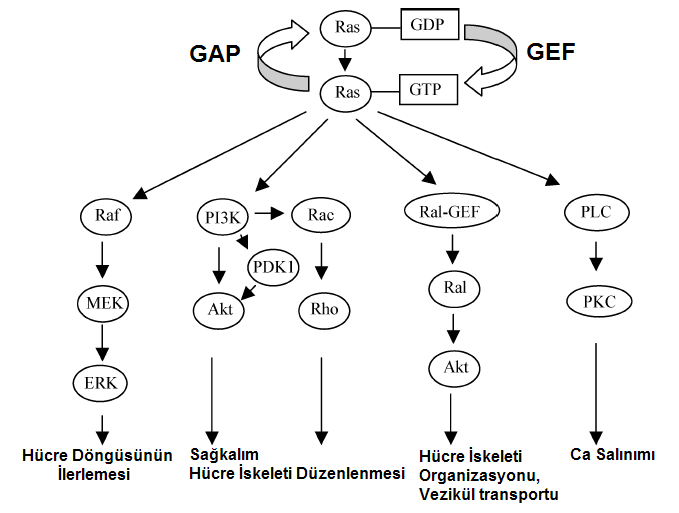 Ras
GDP
GAP
GEF
Ras
GTP
Raf
PI3K
Rac
Ral-GEF
PLC
PDK1
MEK
Akt
Rho
Ral
PKC
ERK
Akt
Hücre Döngüsünün
İlerlemesi
Sağkalım
Hücre İskeleti Düzenlenmesi
Hücre İskeleti
Organizasyonu,
Vezikül transportu
Ca Salınımı